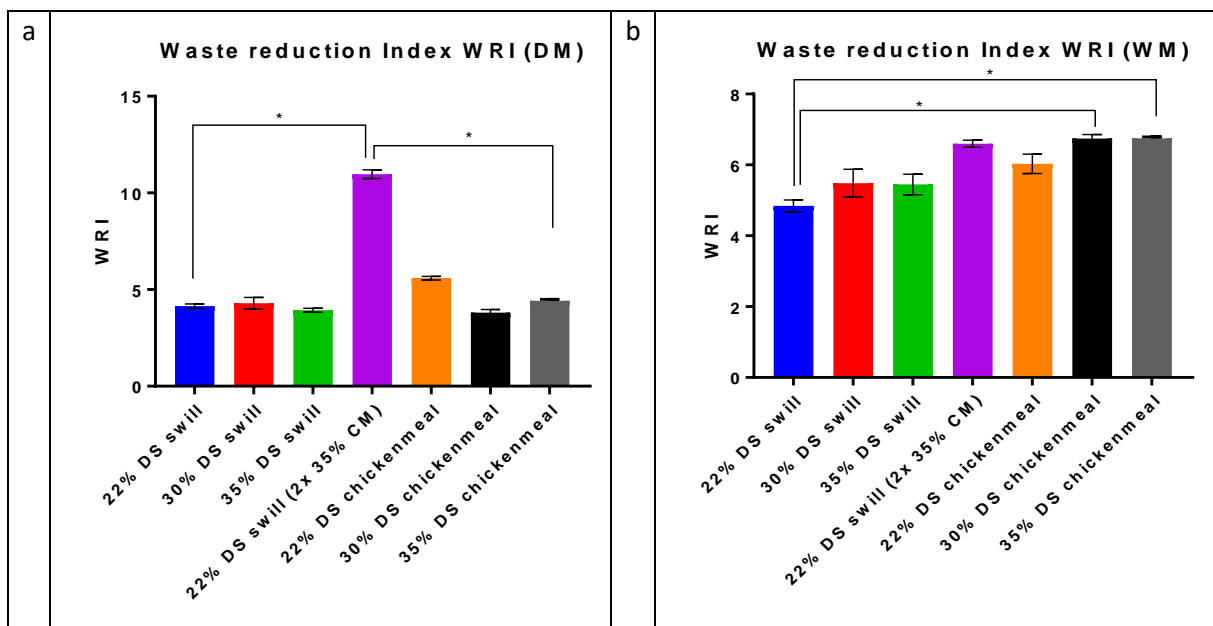 a
Waste reduction Index WRI (DM)
15
10
5
0
WRI
*
*
22% DS swill
30% DS swill
35% DS swill
22% DS swill (2x 35% CM)
22% DS chickenmeal
30% DS chickenmeal
35% DS chickenmeal
b
Waste reduction Index WRI (WM)
8
6
4
2
0
WRI
*
*
22% DS swill
30% DS swill
35% DS swill
22% DS swill (2x 35% CM)
22% DS chickenmeal
30% DS chickenmeal
35% DS chickenmeal